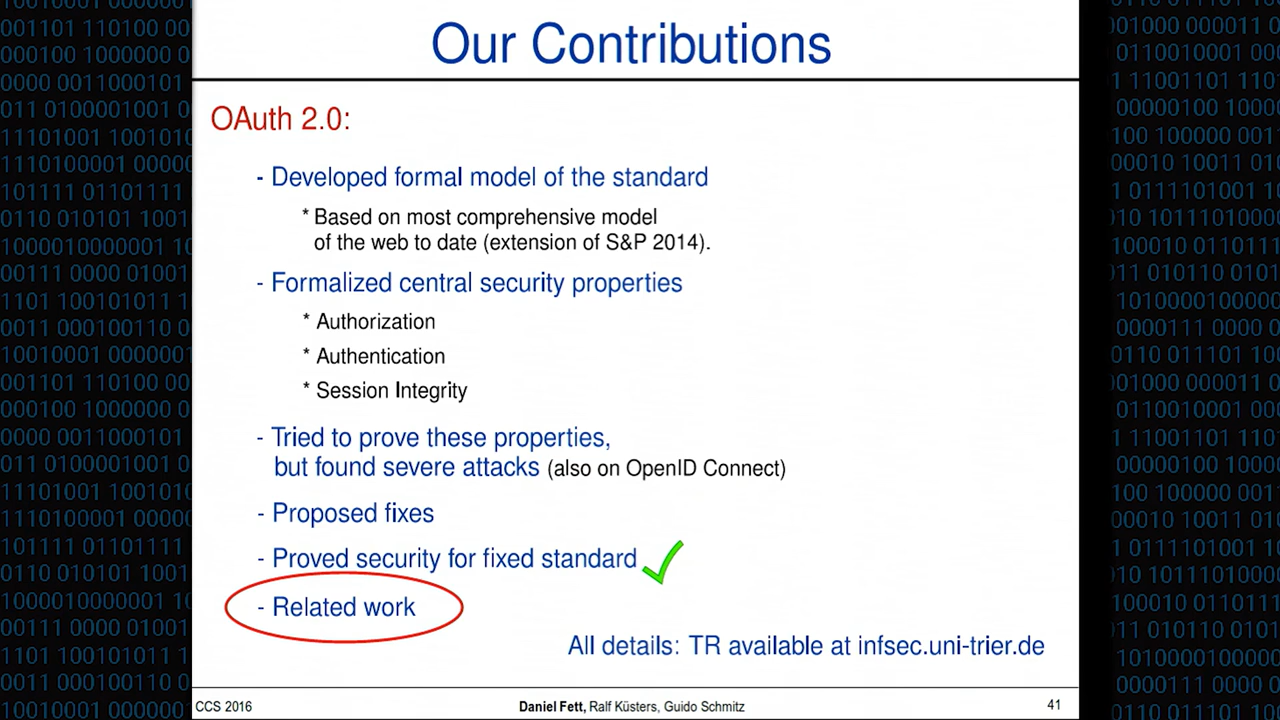 Our Contributions
OAuth 2.0:
- Developed formal model of the standard
* Based on most comprehensive model
of the web to date (extension of S&P 2014).
- Formalized central security properties
* Authorization
* Authentication
* Session Integrity
- Tried to prove these properties,
but found severe attacks (also on OpenID Connect)
- Proposed fixes
- Proved security for fixed standard
- Related work
All details: TR available at infsec.uni-trier.de
CCS 2016
Daniel Fett, Ralf Küsters, Guido Schmitz
41